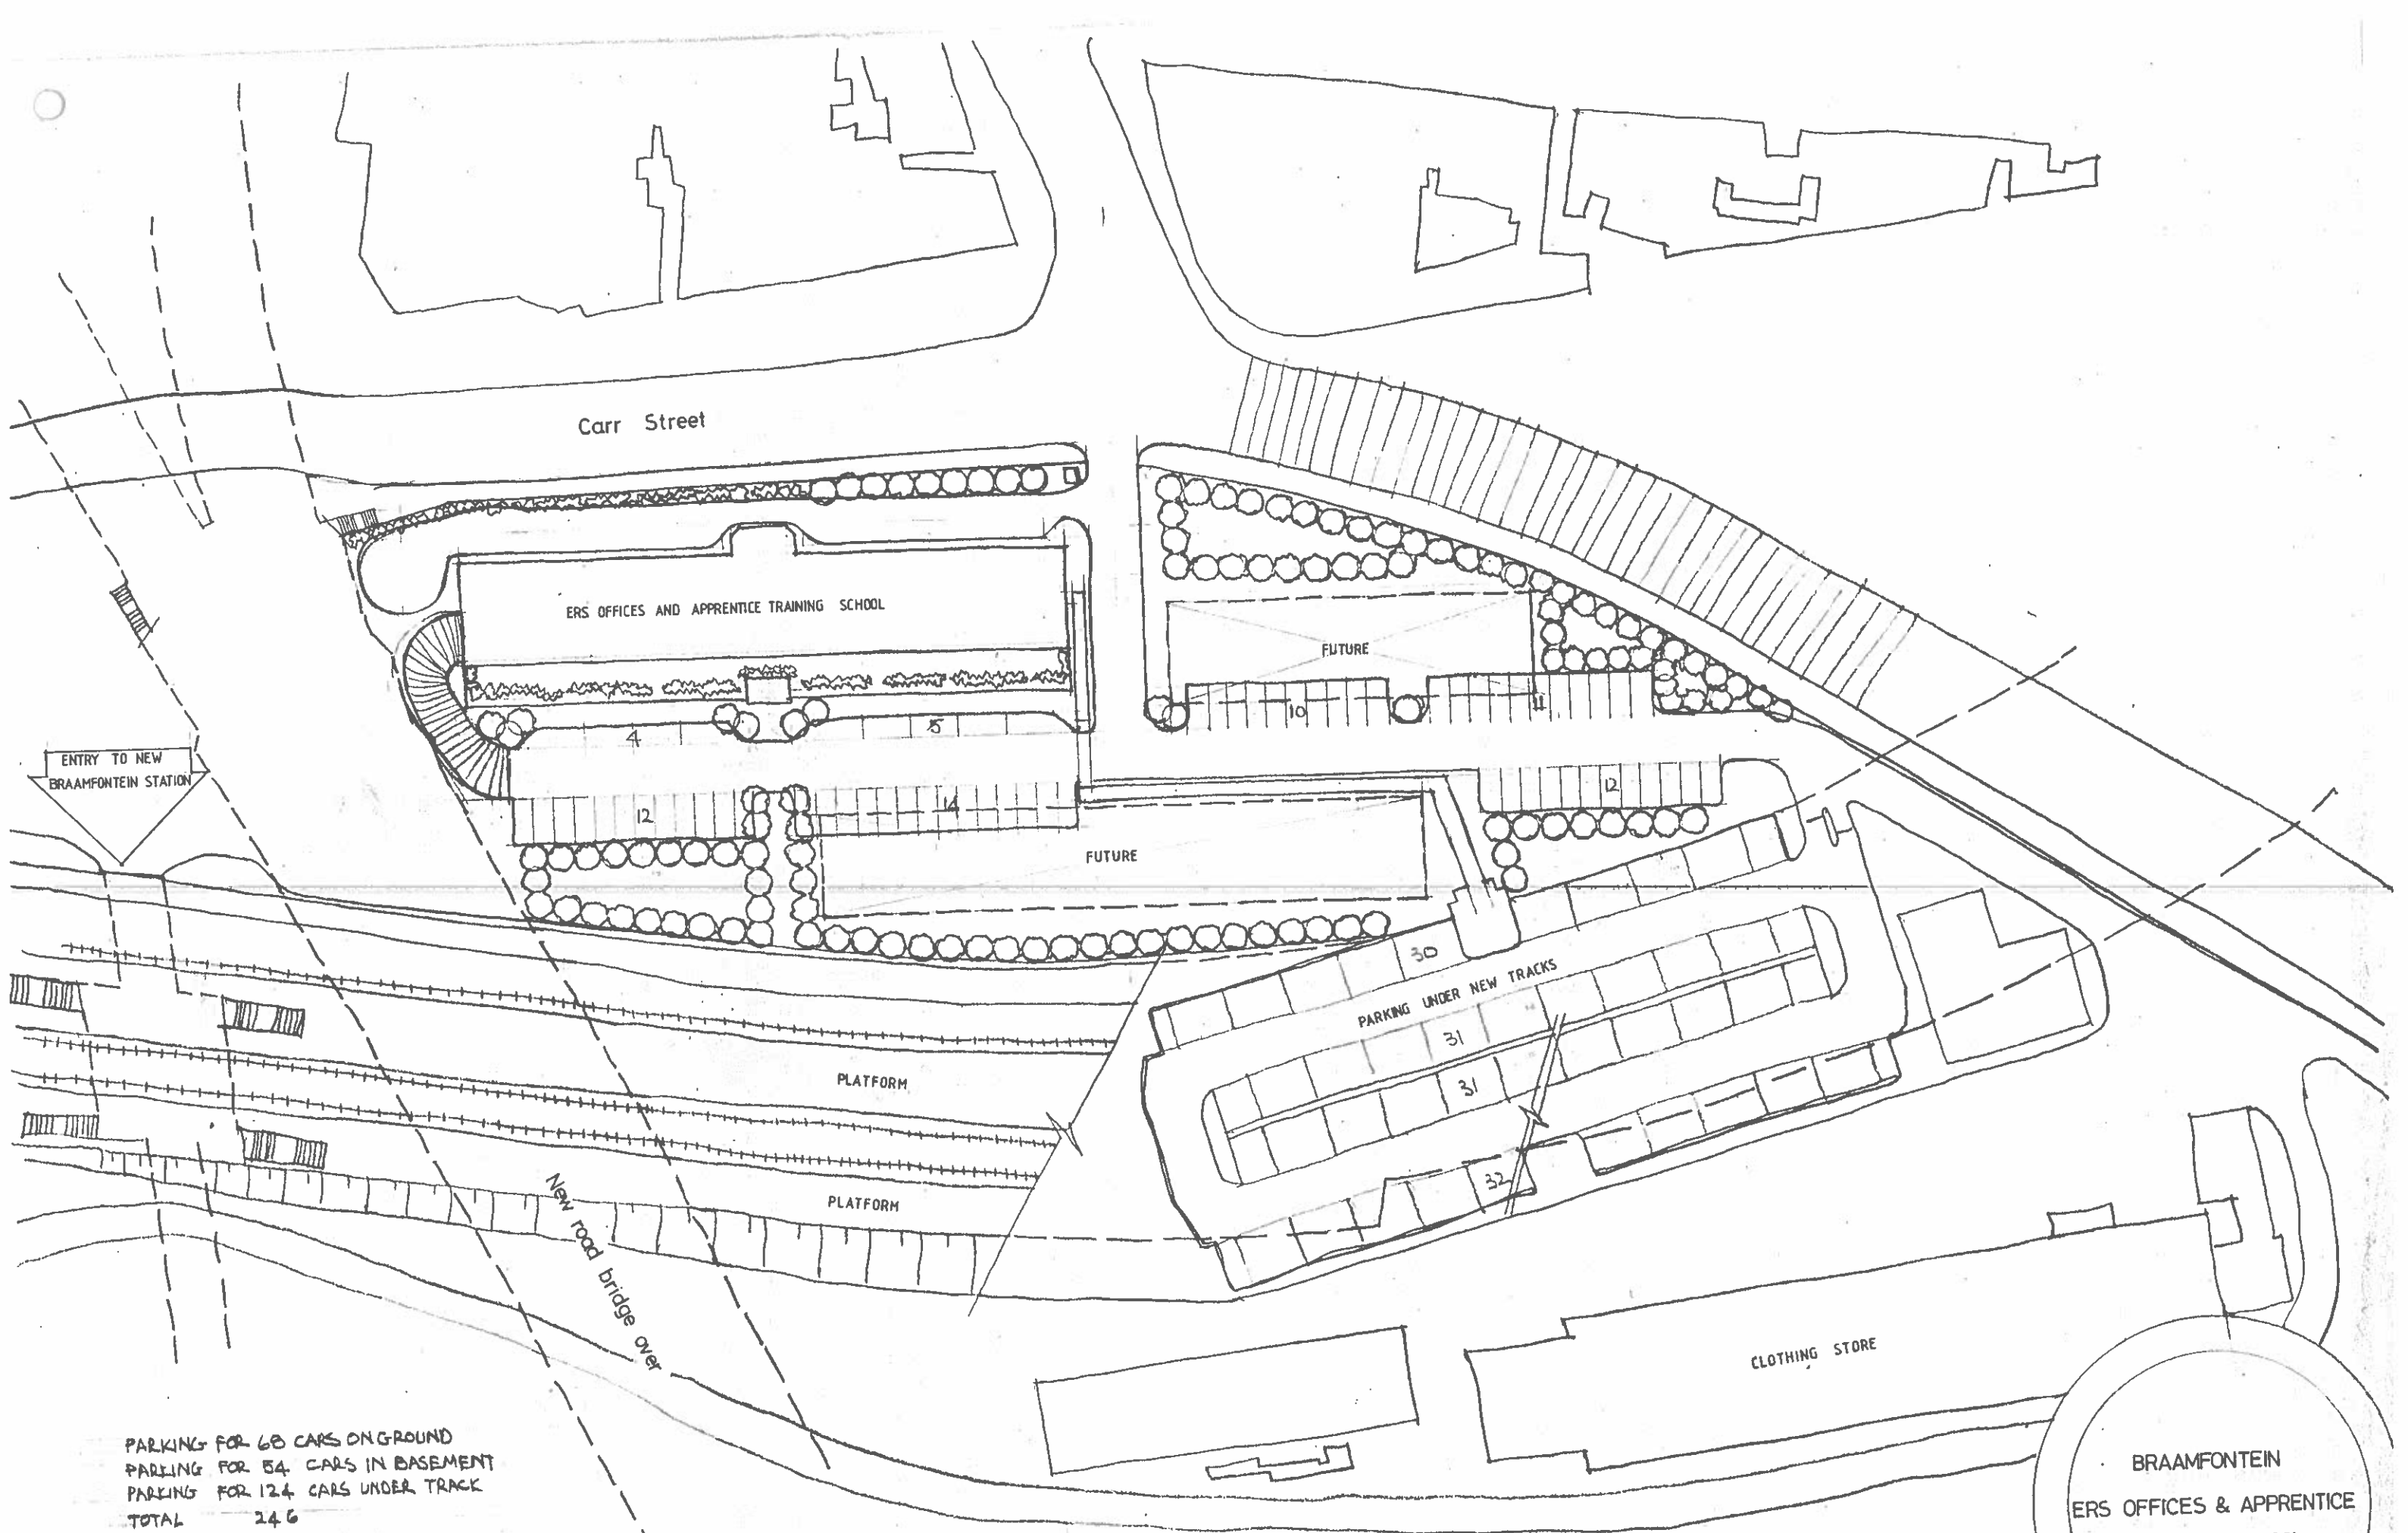 Carr Street
ERS OFFICES AND APPRENTICE TRAINING SCHOOL
FUTURE
10
11
4
5
ENTRY TO NEW
BRAAMFONTEIN STATION
12
14
12
FUTURE
30
PARKING UNDER NEW TRACKS
31
31
32
PLATFORM
PLATFORM
New road bridge over
CLOTHING STORE
PARKING FOR 68 CARS ON GROUND
PARKING FOR 54 CARS IN BASEMENT
PARKING FOR 124 CARS UNDER TRACK
TOTAL 246
BRAAMFONTEIN
ERS OFFICES & APPRENTICE